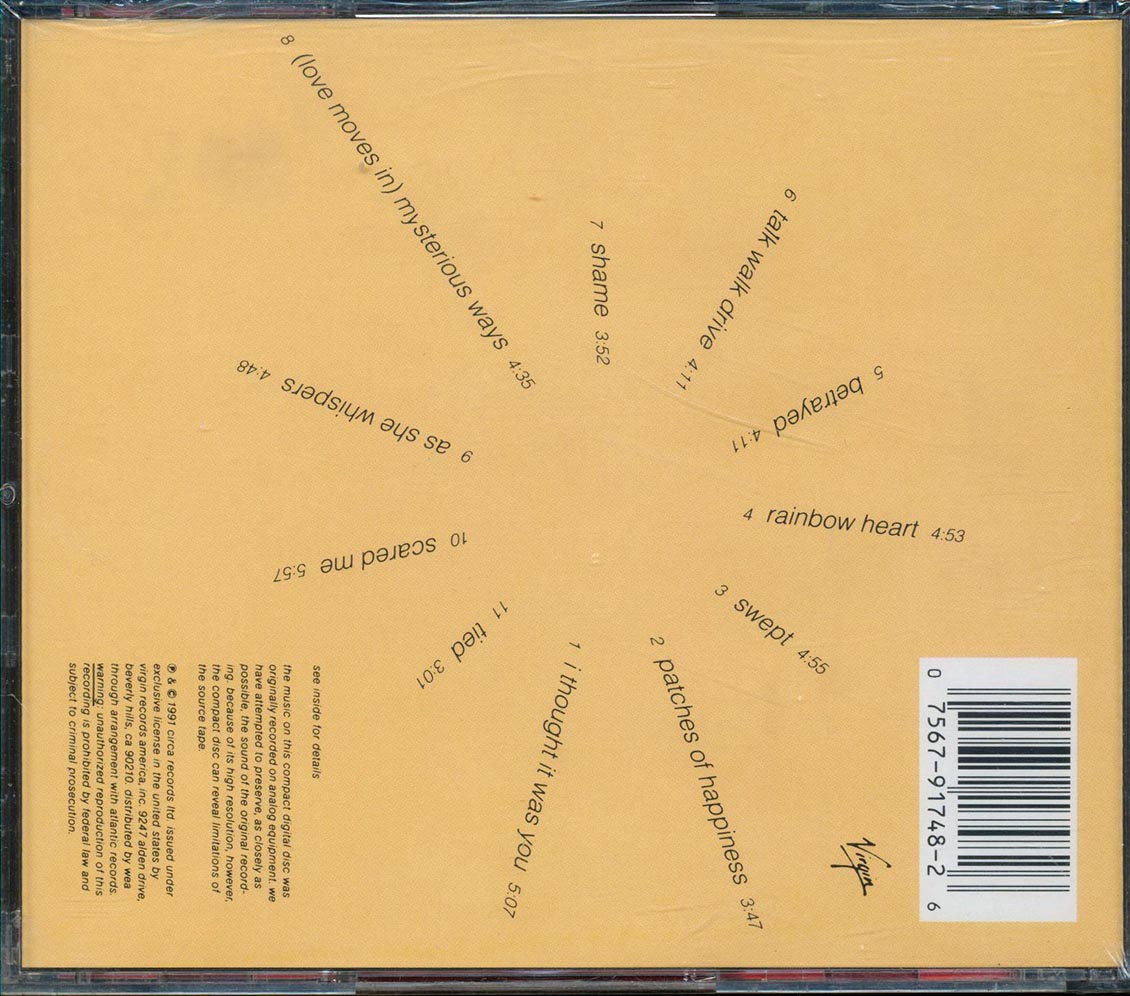 1 i thought it was you 5:07
2 patches of happiness 3:47
3 swept 4:55
4 rainbow heart 4:53
5 betrayed 4:11
6 talk walk drive 4:11
7 shame 3:52
8 (love moves in) mysterious ways 4:35
9 as she whispers 4:48
10 scared me 5:57
11 tied 3:01
see inside for details
the music on this compact digital disc was
originally recorded on analog equipment. we
have attempted to preserve, as closely as
possible, the sound of the original record-
ing. because of its high resolution, however,
the compact disc can reveal limitations of
the source tape.
℗ & © 1991 circa records ltd. issued under
exclusive license in the united states by
virgin records america, inc. 9247 alden drive,
beverly hills, ca 90210. distributed by wea
through arrangement with atlantic records.
warning: unauthorized reproduction of this
recording is prohibited by federal law and
subject to criminal prosecution.
Virgin
0 7567-91748-2 6